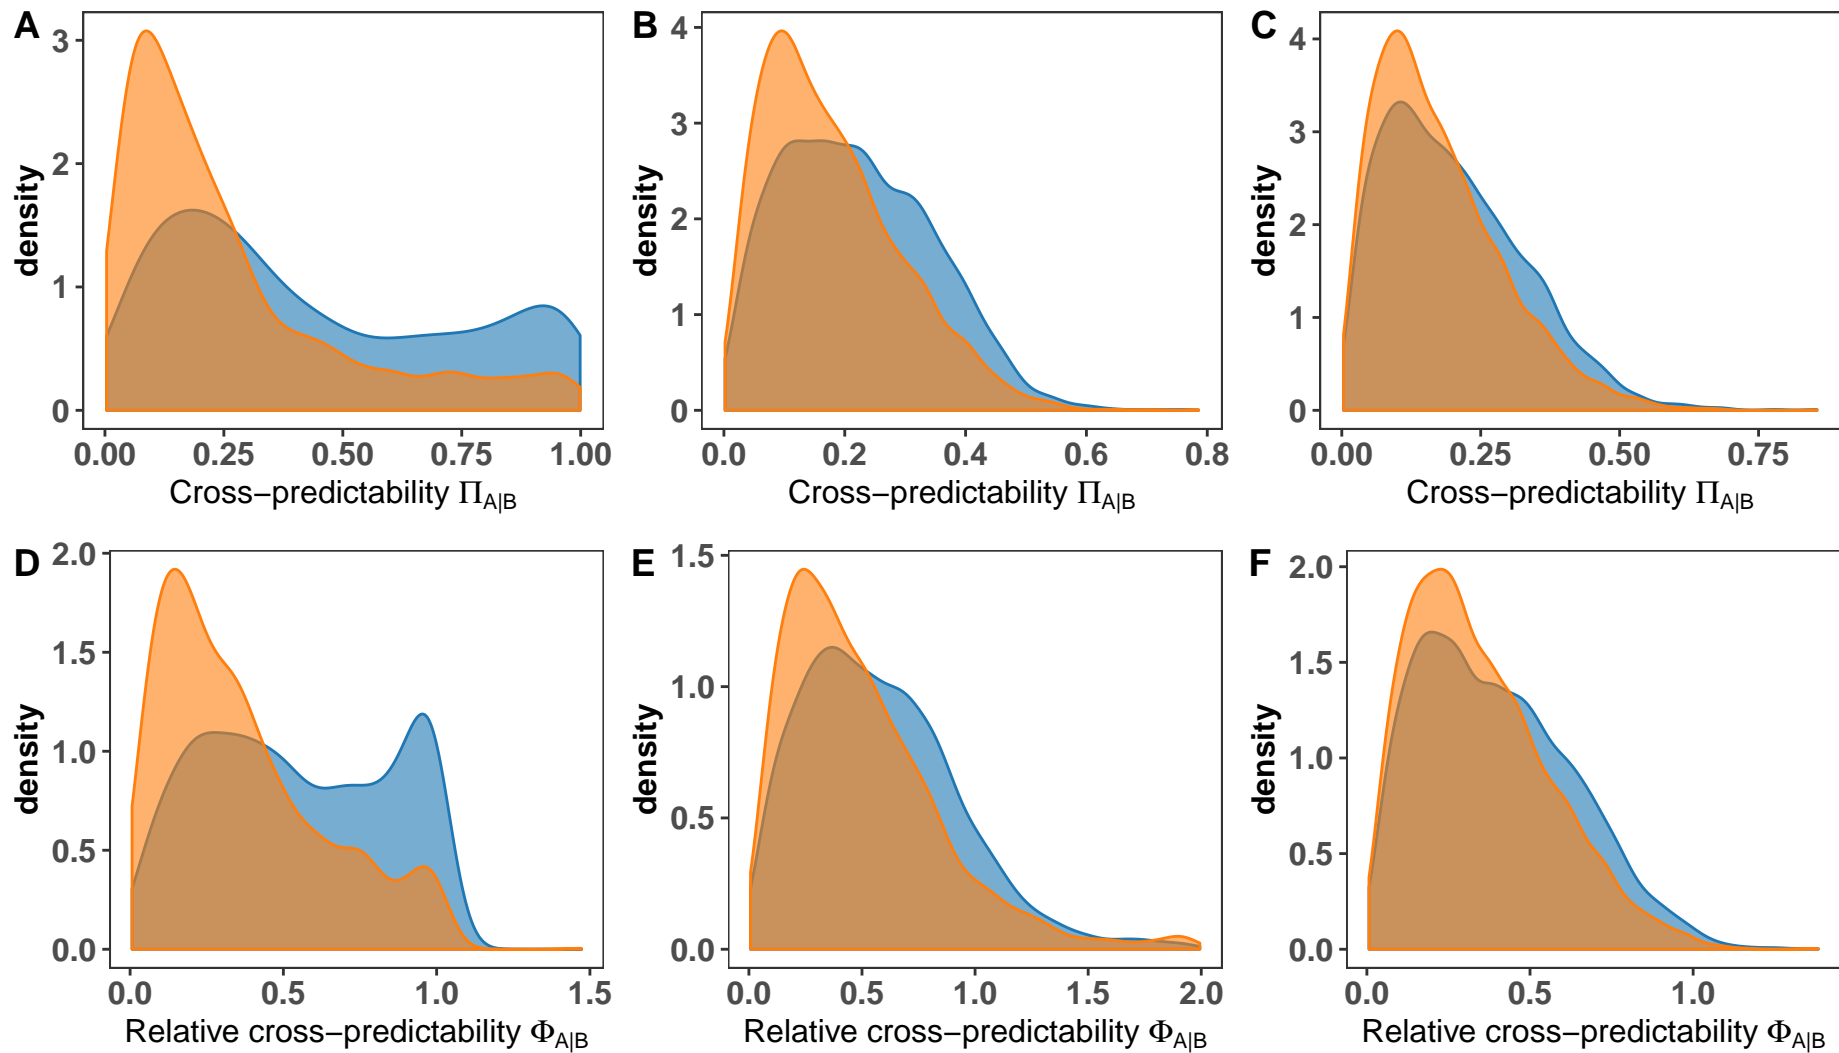 A
density
3
2
1
0
0.00 0.25 0.50 0.75 1.00
Cross−predictability ΠA|B
B
density
4
3
2
1
0
0.0 0.2 0.4 0.6 0.8
Cross−predictability ΠA|B
C
density
4
3
2
1
0
0.00 0.25 0.50 0.75
Cross−predictability ΠA|B
D
density
2.0
1.5
1.0
0.5
0.0
0.0 0.5 1.0 1.5
Relative cross−predictability ΦA|B
E
density
1.5
1.0
0.5
0.0
0.0 0.5 1.0 1.5 2.0
Relative cross−predictability ΦA|B
F
density
2.0
1.5
1.0
0.5
0.0
0.0 0.5 1.0
Relative cross−predictability ΦA|B